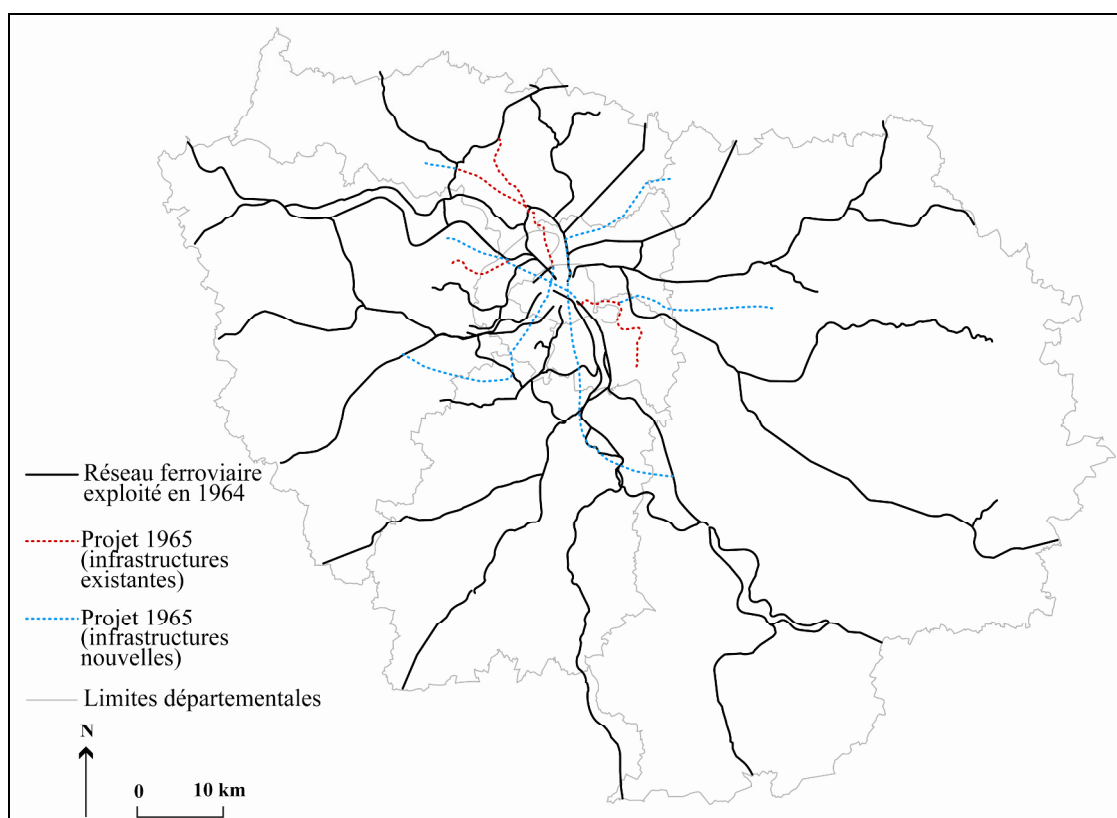 Réseau ferroviaire
exploité en 1964
Projet 1965
(infrastructures
existantes)
Projet 1965
(infrastructures
nouvelles)
Limites départementales
N
0 10 km